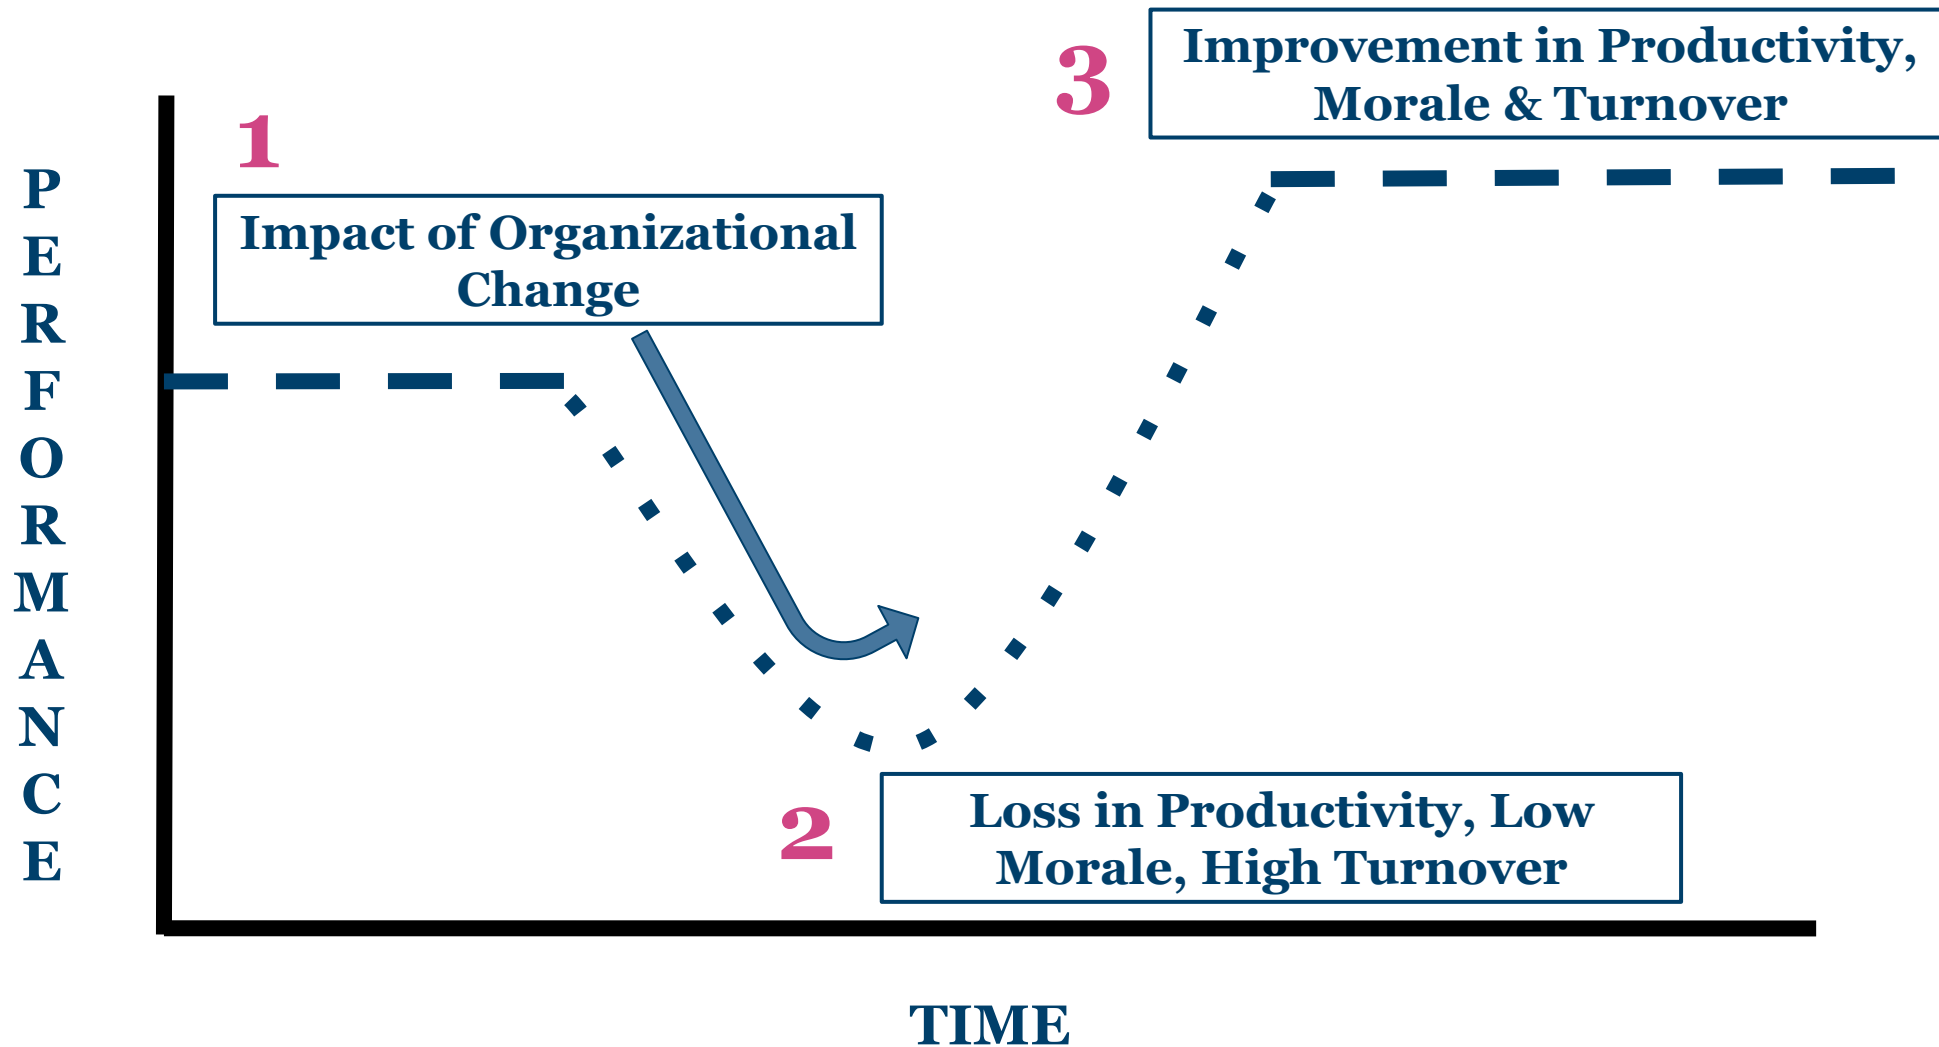 PERFORMANCE
1
Impact of Organizational
Change
3
Improvement in Productivity,
Morale & Turnover
2
Loss in Productivity, Low
Morale, High Turnover
TIME